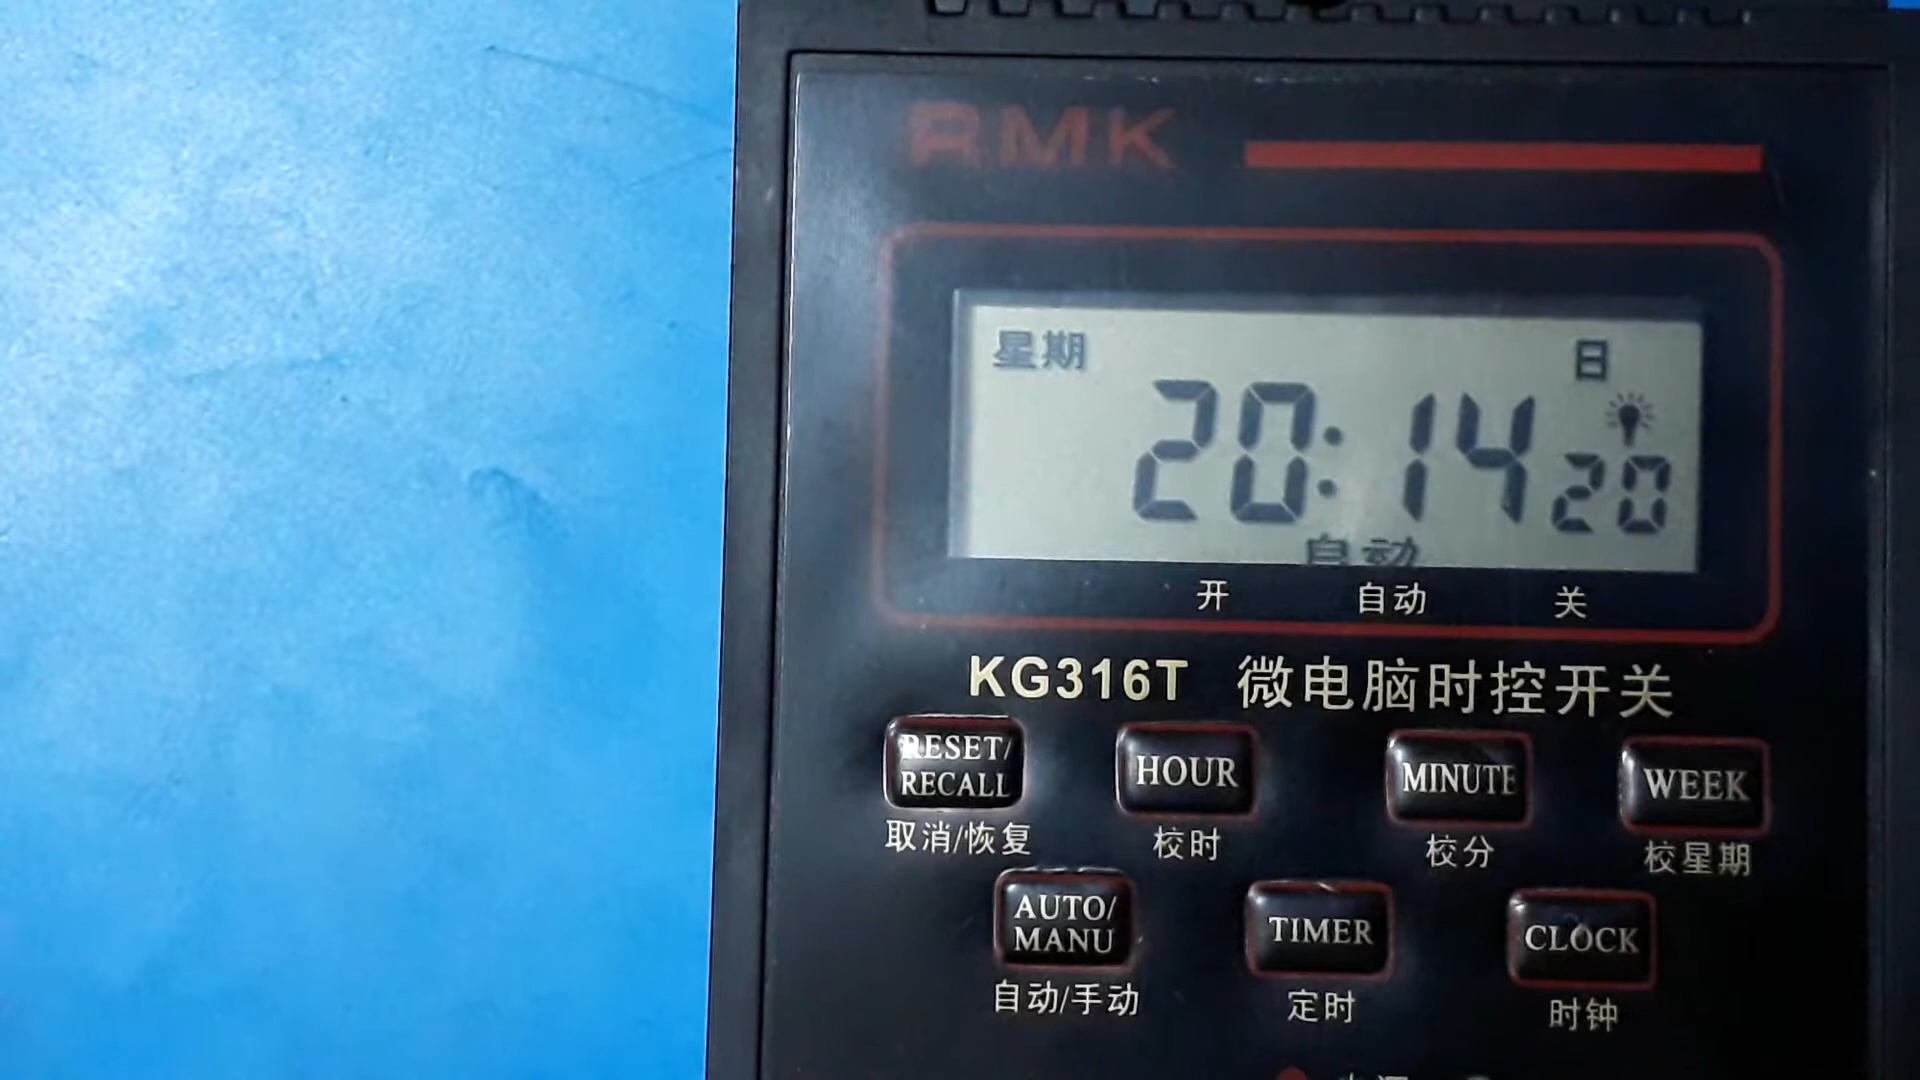 RMK
星期 日
20:14 20
自动
开 自动 关
KG316T 微电脑时控开关
RESET/
RECALL
HOUR
MINUTE
WEEK
取消/恢复
校时
校分
校星期
AUTO/
MANU
TIMER
CLOCK
自动/手动
定时
时钟